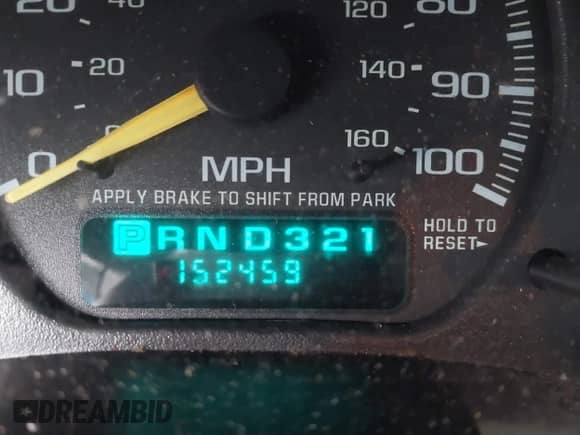 20
120
80
10
20
140
90
0
160
100
MPH
APPLY BRAKE TO SHIFT FROM PARK
HOLD TO
RESET►
PRND321
152459
DREAMBID